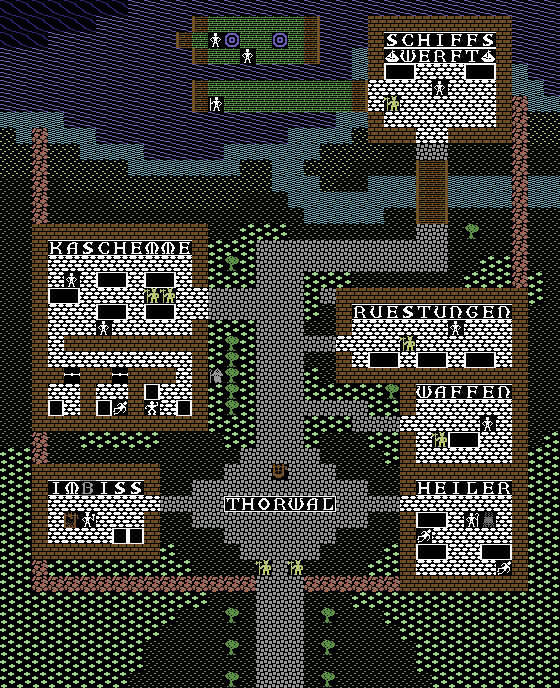 SCHIFFS
WERFT
KASCHEMME
RUESTUNGEN
WAFFEN
IMBISS
THORWAL
HEILER